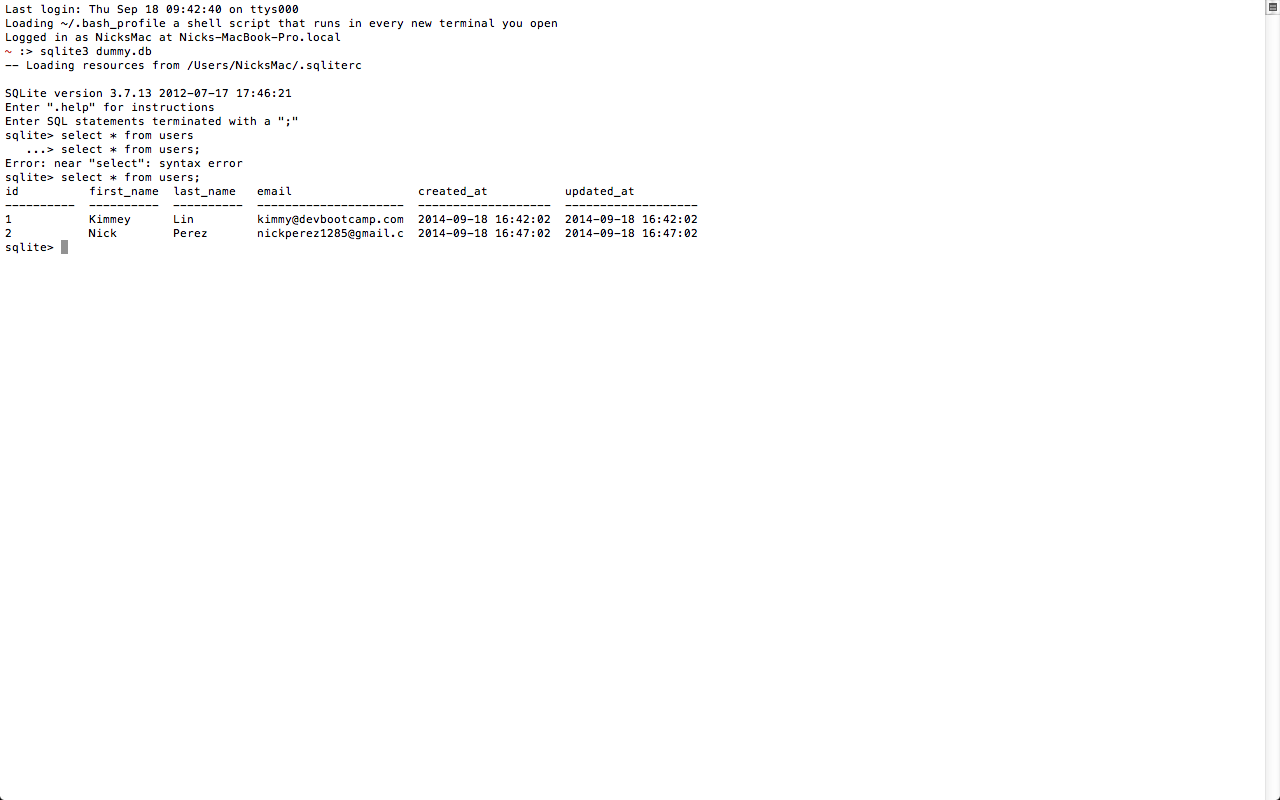 Last login: Thu Sep 18 09:42:40 on ttys000
Loading ~/.bash_profile a shell script that runs in every new terminal you open
Logged in as NicksMac at Nicks-MacBook-Pro.local
~ :> sqlite3 dummy.db
-- Loading resources from /Users/NicksMac/.sqliterc

SQLite version 3.7.13 2012-07-17 17:46:21
Enter ".help" for instructions
Enter SQL statements terminated with a ";"
sqlite> select * from users
   ...> select * from users;
Error: near "select": syntax error
sqlite> select * from users;
id          first_name  last_name   email                  created_at           updated_at
----------  ----------  ----------  ---------------------  -------------------  -------------------
1           Kimmey      Lin         kimmy@devbootcamp.com  2014-09-18 16:42:02  2014-09-18 16:42:02
2           Nick        Perez       nickperez1285@gmail.c  2014-09-18 16:47:02  2014-09-18 16:47:02
sqlite>